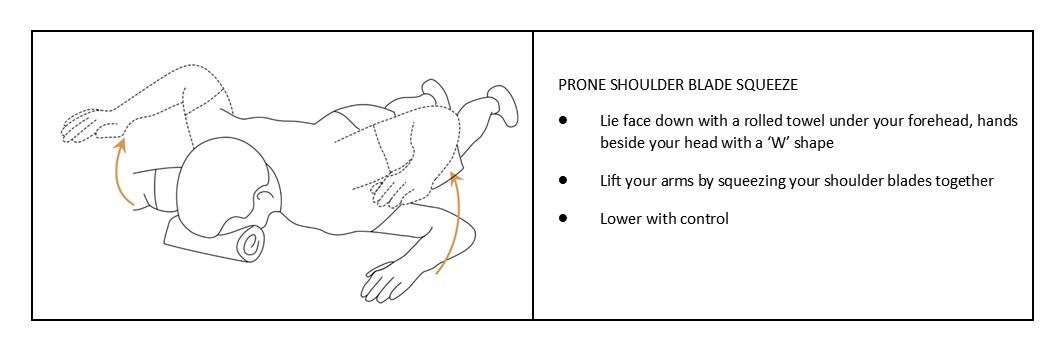 PRONE SHOULDER BLADE SQUEEZE
● Lie face down with a rolled towel under your forehead, hands
beside your head with a ‘W’ shape
● Lift your arms by squeezing your shoulder blades together
● Lower with control